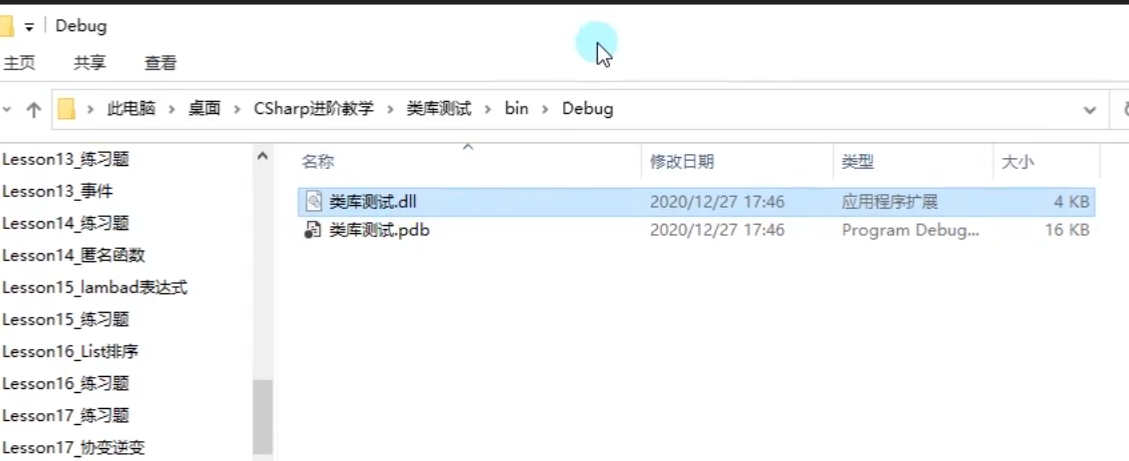 Debug
主页 共享 查看
此电脑 桌面 CSharp进阶教学 类库测试 bin Debug
名称 修改日期 类型 大小
类库测试.dll 2020/12/27 17:46 应用程序扩展 4 KB
类库测试.pdb 2020/12/27 17:46 Program Debug... 16 KB
Lesson13_练习题
Lesson13_事件
Lesson14_练习题
Lesson14_匿名函数
Lesson15_lambad表达式
Lesson15_练习题
Lesson16_List排序
Lesson16_练习题
Lesson17_练习题
Lesson17_协变逆变